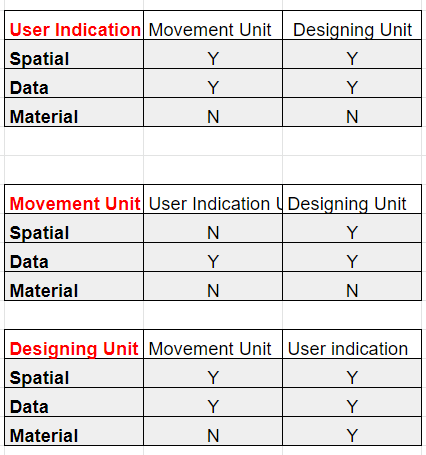 User Indication Movement Unit Designing Unit
Spatial Y Y
Data Y Y
Material N N
Movement Unit User Indication Designing Unit
Spatial N Y
Data Y Y
Material N N
Designing Unit Movement Unit User indication
Spatial Y Y
Data Y Y
Material N Y